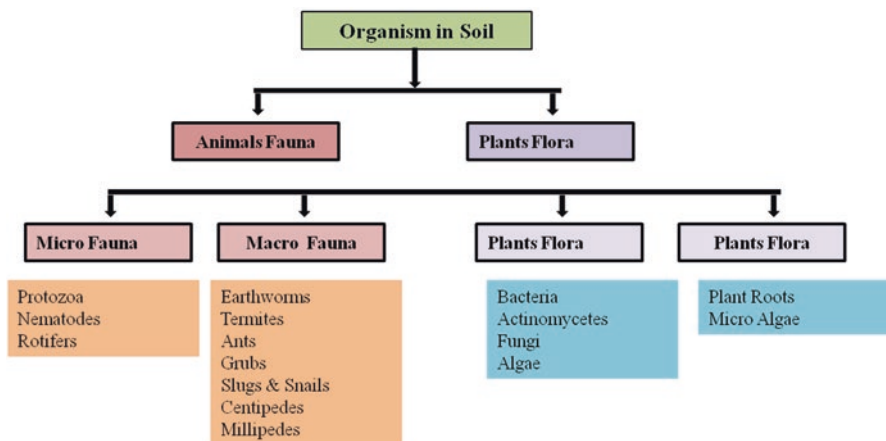 Organism in Soil
Animals Fauna
Plants Flora
Micro Fauna
Macro Fauna
Plants Flora
Plants Flora
Protozoa
Nematodes
Rotifers
Earthworms
Termites
Ants
Grubs
Slugs & Snails
Centipedes
Millipedes
Bacteria
Actinomycetes
Fungi
Algae
Plant Roots
Micro Algae